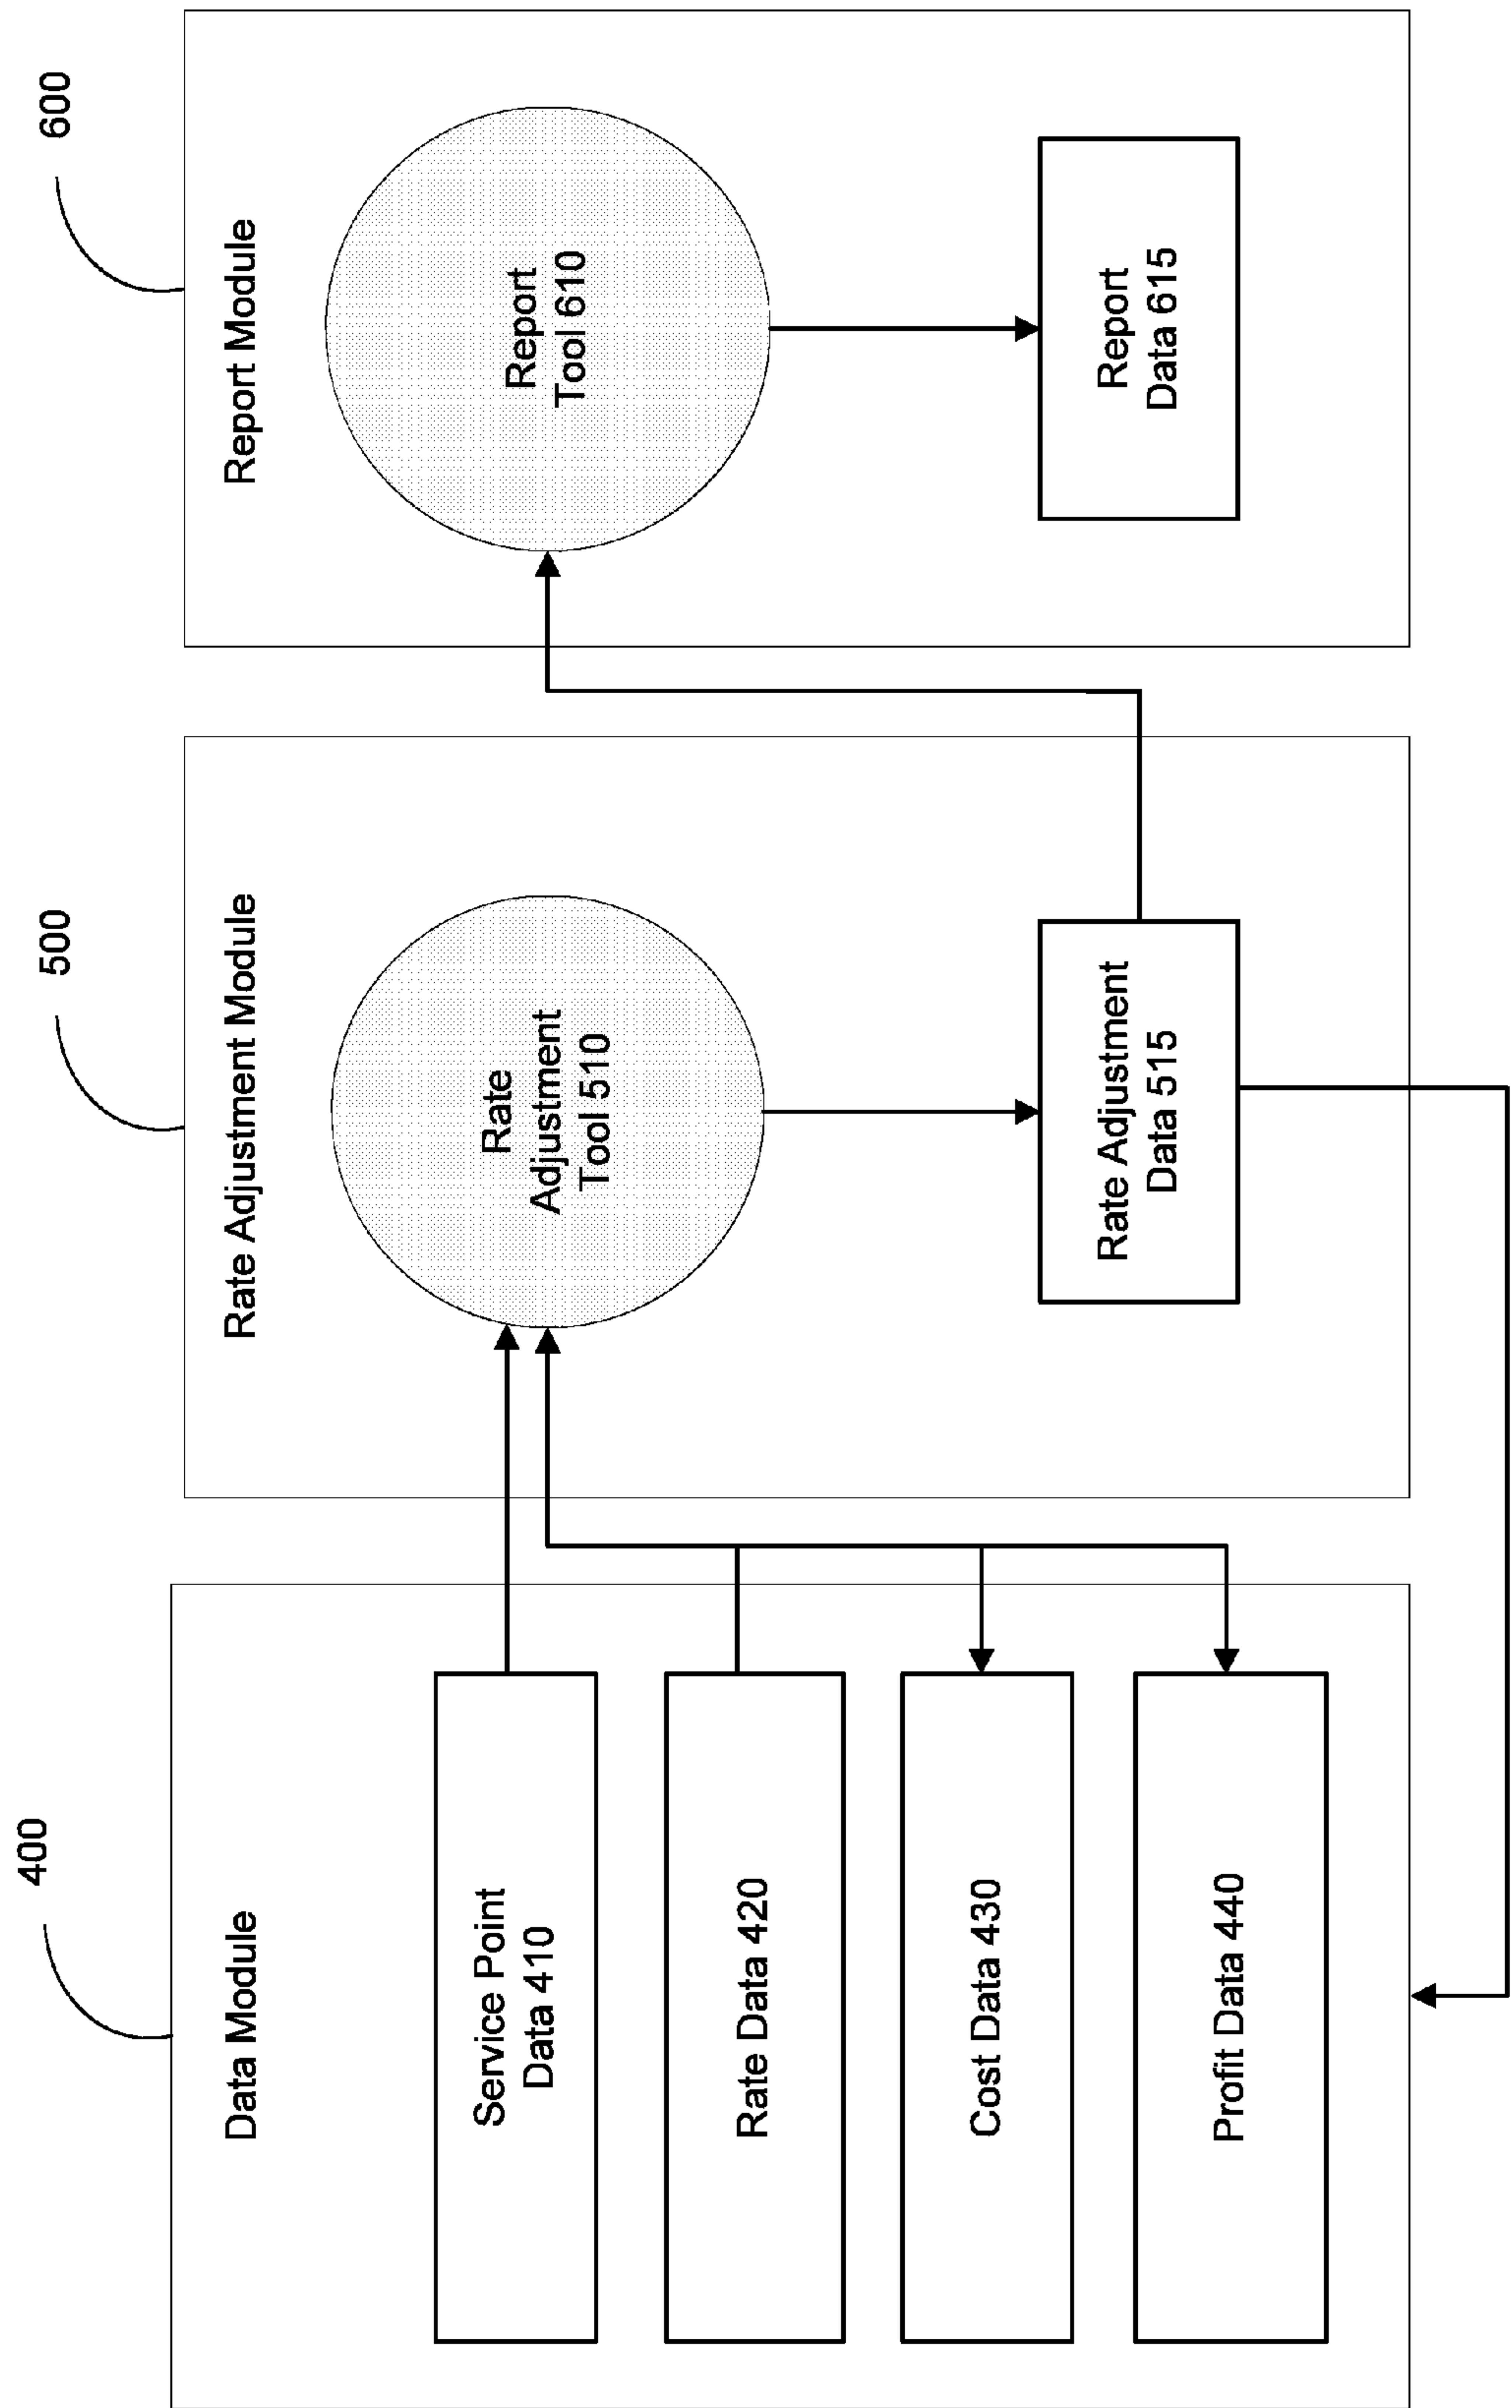 400
Data Module
Service Point
Data 410
Rate Data 420
Cost Data 430
Profit Data 440
500
Rate Adjustment Module
Rate
Adjustment
Tool 510
Rate Adjustment
Data 515
600
Report Module
Report
Tool 610
Report
Data 615